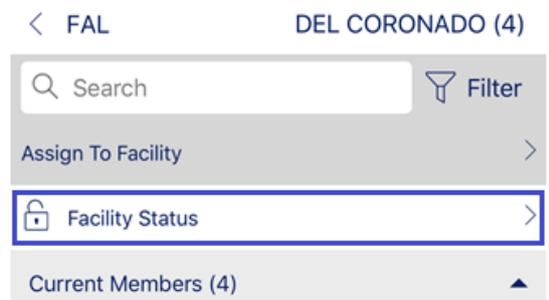 FAL DEL CORONADO (4)
Search Filter
Assign To Facility
Facility Status
Current Members (4)